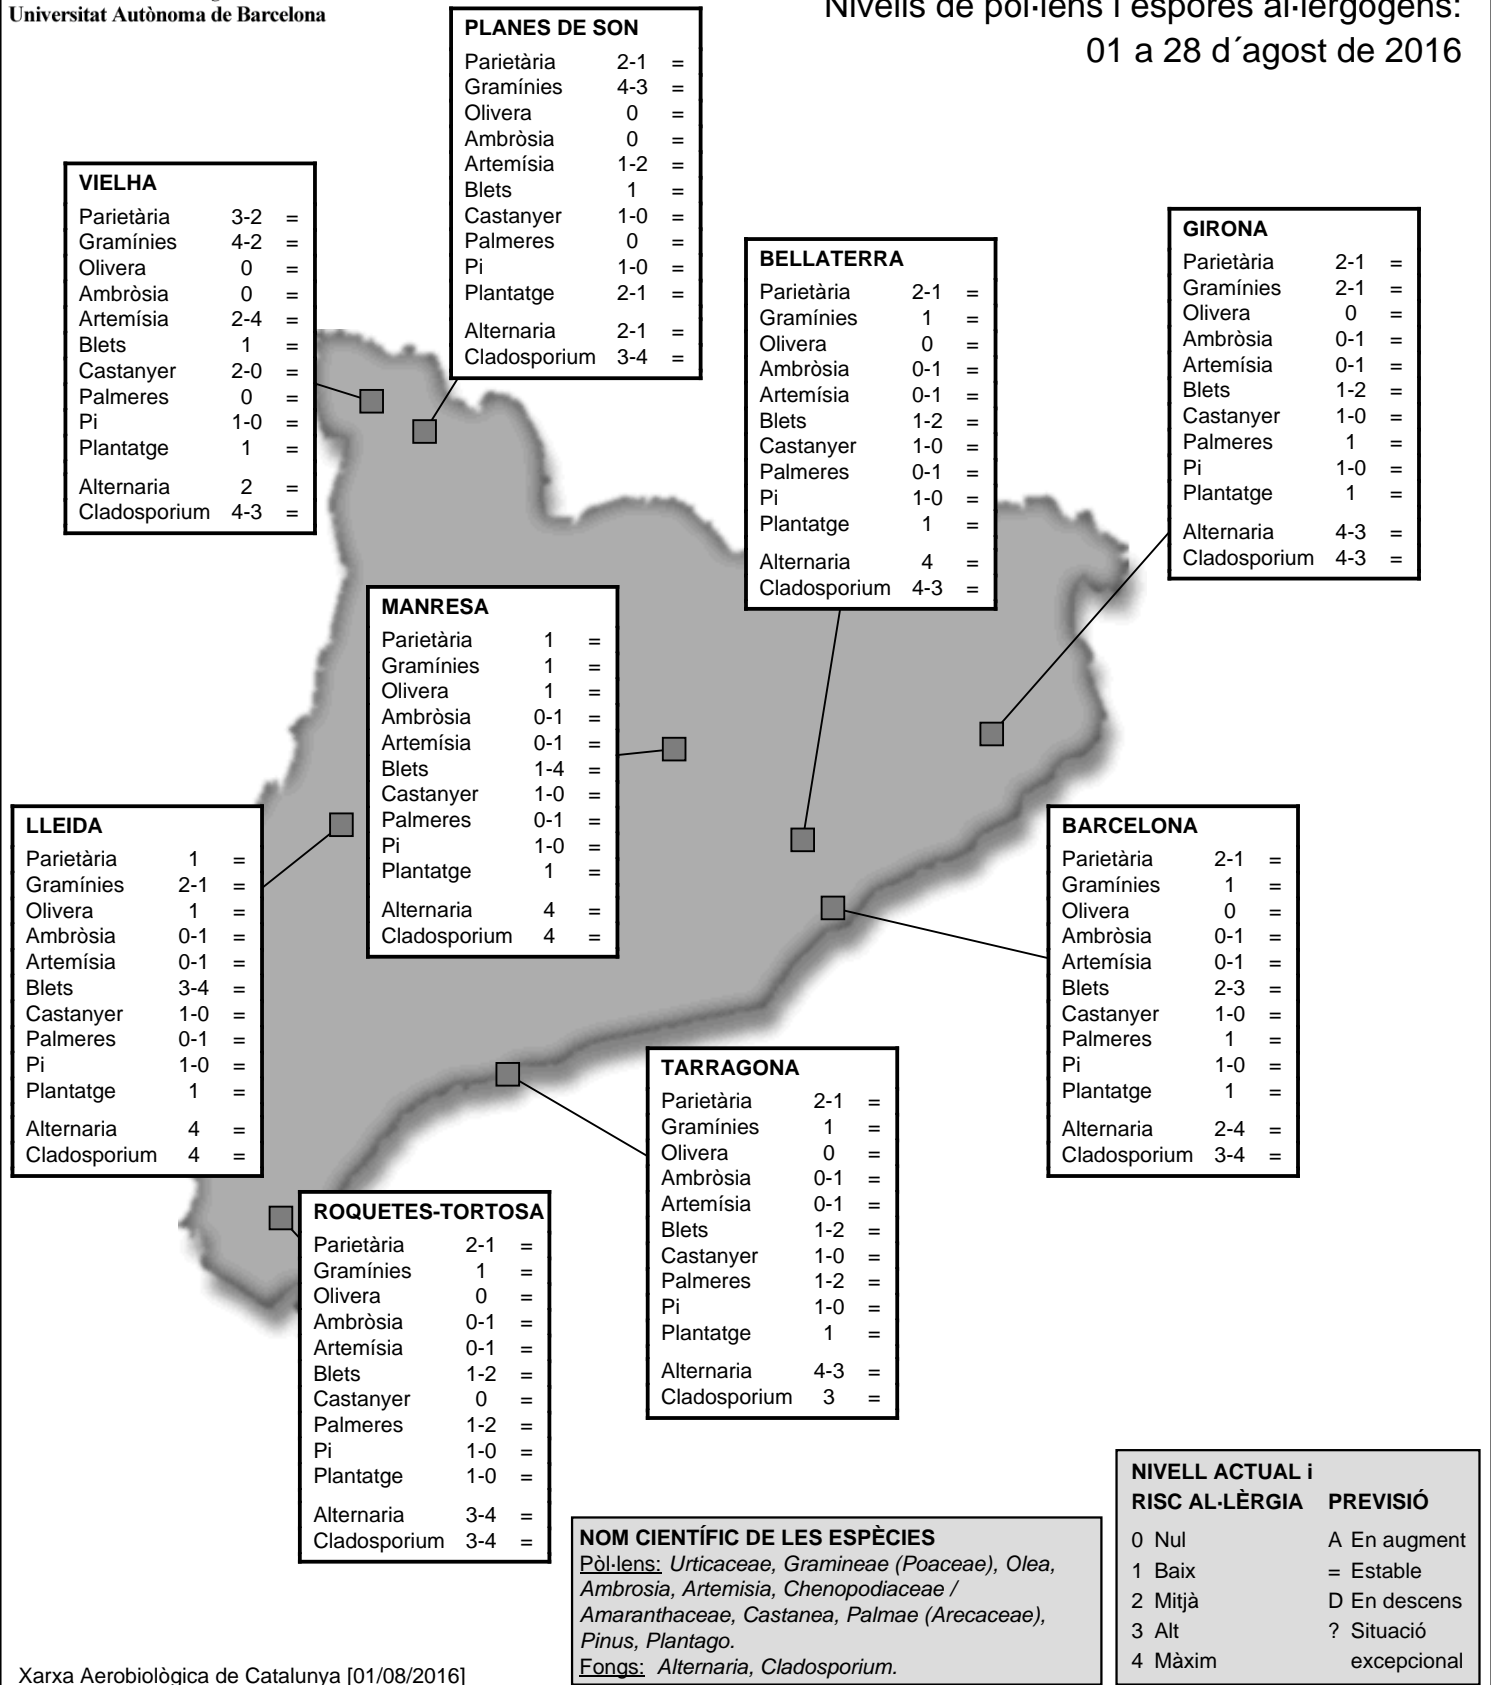 Universitat Autònoma de Barcelona
Nivells de pol·lens i espores al·lergògens:
01 a 28 d´agost de 2016
PLANES DE SON
Parietària 2-1 =
Gramínies 4-3 =
Olivera 0 =
Ambròsia 0 =
Artemísia 1-2 =
Blets 1 =
Castanyer 1-0 =
Palmeres 0 =
Pi 1-0 =
Plantatge 2-1 =
Alternaria 2-1 =
Cladosporium 3-4 =
VIELHA
Parietària 3-2 =
Gramínies 4-2 =
Olivera 0 =
Ambròsia 0 =
Artemísia 2-4 =
Blets 1 =
Castanyer 2-0 =
Palmeres 0 =
Pi 1-0 =
Plantatge 1 =
Alternaria 2 =
Cladosporium 4-3 =
GIRONA
Parietària 2-1 =
Gramínies 2-1 =
Olivera 0 =
Ambròsia 0-1 =
Artemísia 0-1 =
Blets 1-2 =
Castanyer 1-0 =
Palmeres 1 =
Pi 1-0 =
Plantatge 1 =
Alternaria 4-3 =
Cladosporium 4-3 =
BELLATERRA
Parietària 2-1 =
Gramínies 1 =
Olivera 0 =
Ambròsia 0-1 =
Artemísia 0-1 =
Blets 1-2 =
Castanyer 1-0 =
Palmeres 0-1 =
Pi 1-0 =
Plantatge 1 =
Alternaria 4 =
Cladosporium 4-3 =
MANRESA
Parietària 1 =
Gramínies 1 =
Olivera 1 =
Ambròsia 0-1 =
Artemísia 0-1 =
Blets 1-4 =
Castanyer 1-0 =
Palmeres 0-1 =
Pi 1-0 =
Plantatge 1 =
Alternaria 4 =
Cladosporium 4 =
LLEIDA
Parietària 1 =
Gramínies 2-1 =
Olivera 1 =
Ambròsia 0-1 =
Artemísia 0-1 =
Blets 3-4 =
Castanyer 1-0 =
Palmeres 0-1 =
Pi 1-0 =
Plantatge 1 =
Alternaria 4 =
Cladosporium 4 =
BARCELONA
Parietària 2-1 =
Gramínies 1 =
Olivera 0 =
Ambròsia 0-1 =
Artemísia 0-1 =
Blets 2-3 =
Castanyer 1-0 =
Palmeres 1 =
Pi 1-0 =
Plantatge 1 =
Alternaria 2-4 =
Cladosporium 3-4 =
TARRAGONA
Parietària 2-1 =
Gramínies 1 =
Olivera 0 =
Ambròsia 0-1 =
Artemísia 0-1 =
Blets 1-2 =
Castanyer 1-0 =
Palmeres 1-2 =
Pi 1-0 =
Plantatge 1 =
Alternaria 4-3 =
Cladosporium 3 =
ROQUETES-TORTOSA
Parietària 2-1 =
Gramínies 1 =
Olivera 0 =
Ambròsia 0-1 =
Artemísia 0-1 =
Blets 1-2 =
Castanyer 0 =
Palmeres 1-2 =
Pi 1-0 =
Plantatge 1-0 =
Alternaria 3-4 =
Cladosporium 3-4 =
NOM CIENTÍFIC DE LES ESPÈCIES
Pòl·lens: Urticaceae, Gramineae (Poaceae), Olea,
Ambrosia, Artemisia, Chenopodiaceae /
Amaranthaceae, Castanea, Palmae (Arecaceae),
Pinus, Plantago.
Fongs: Alternaria, Cladosporium.
NIVELL ACTUAL i
RISC AL·LÈRGIA PREVISIÓ
0 Nul A En augment
1 Baix = Estable
2 Mitjà D En descens
3 Alt ? Situació
4 Màxim excepcional
Xarxa Aerobiològica de Catalunya [01/08/2016]